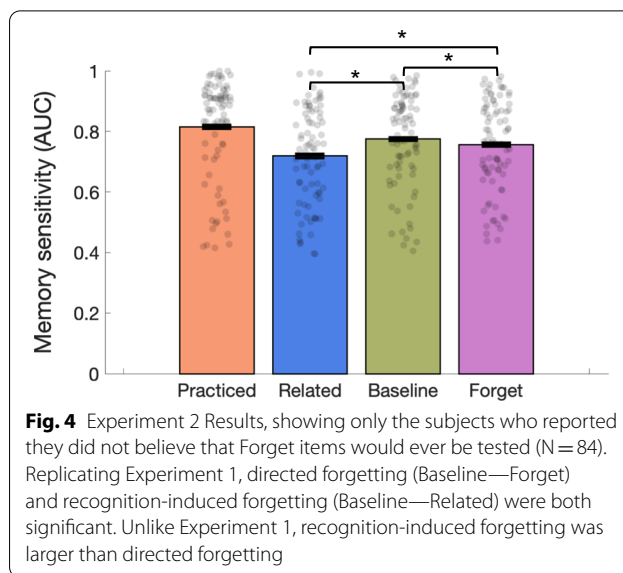 *
*
*
1
0.8
0.6
0.4
0.2
0
Memory sensitivity (AUC)
Practiced
Related
Baseline
Forget
Fig. 4 Experiment 2 Results, showing only the subjects who reported
they did not believe that Forget items would ever be tested (N = 84).
Replicating Experiment 1, directed forgetting (Baseline—Forget)
and recognition-induced forgetting (Baseline—Related) were both
significant. Unlike Experiment 1, recognition-induced forgetting was
larger than directed forgetting